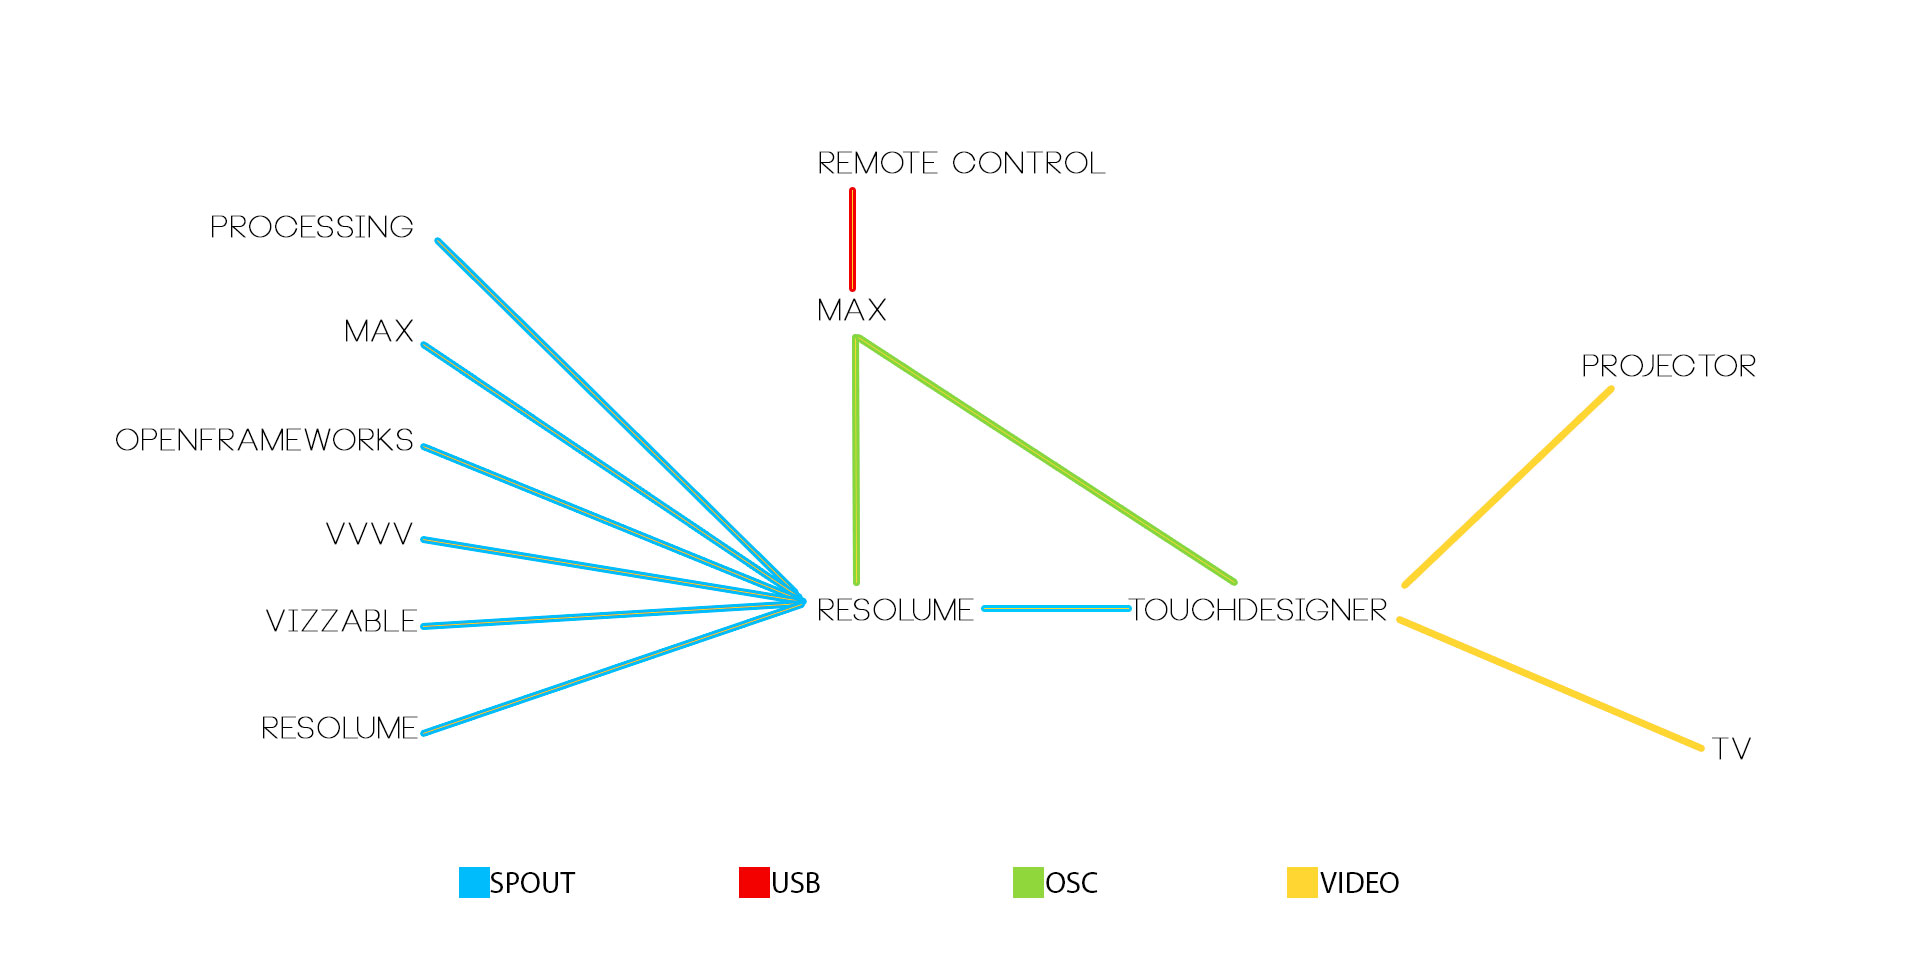 REMOTE CONTROL
PROCESSING
MAX
MAX
PROJECTOR
OPENFRAMEWORKS
VVVV
RESOLUME
TOUCHDESIGNER
VIZZABLE
RESOLUME
TV
SPOUT
USB
OSC
VIDEO